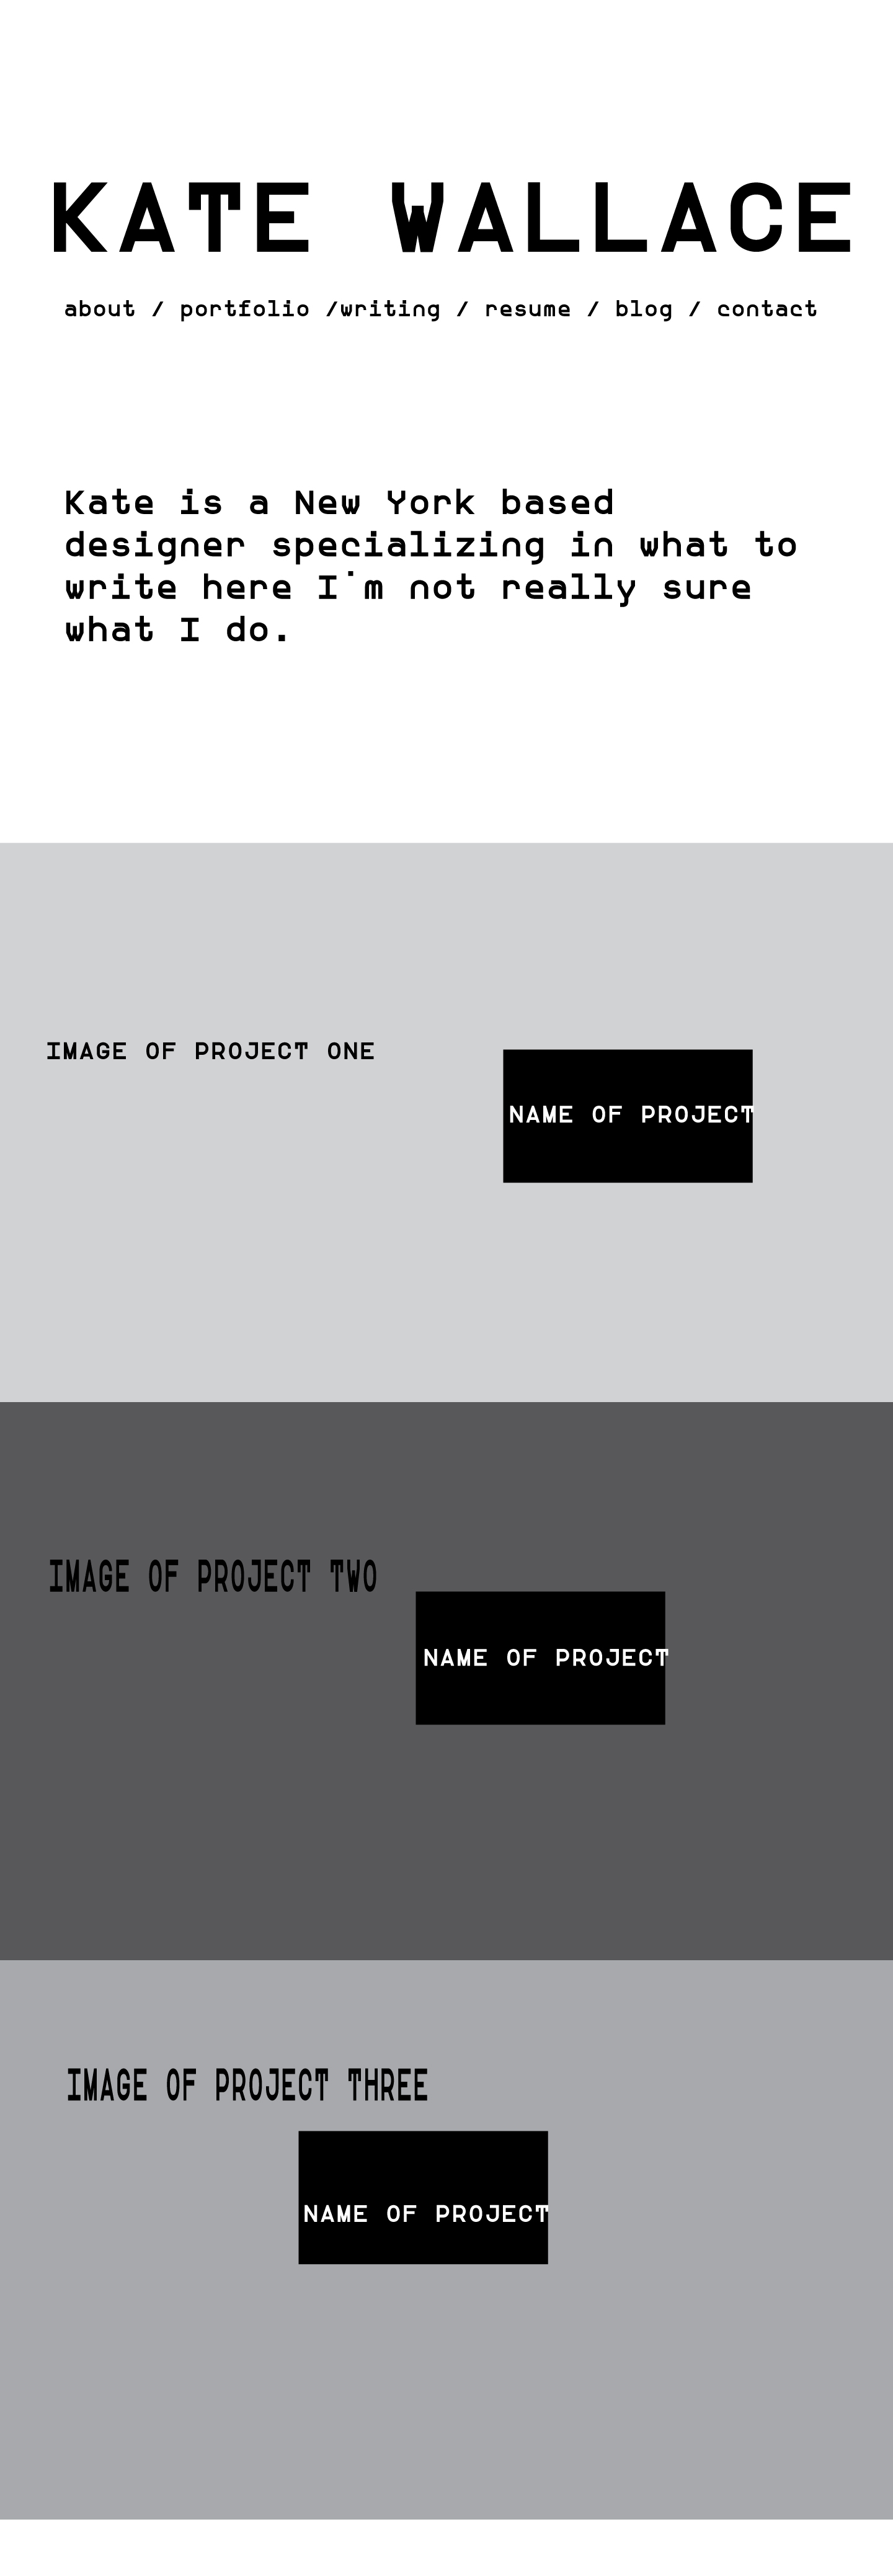 KATE WALLACE
about / portfolio /writing / resume / blog / contact
Kate is a New York based
designer specializing in what to
write here I'm not really sure
what I do.
IMAGE OF PROJECT ONE
NAME OF PROJECT
IMAGE OF PROJECT TWO
NAME OF PROJECT
IMAGE OF PROJECT THREE
NAME OF PROJECT